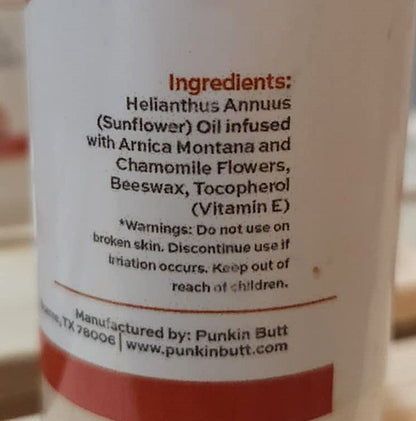 Ingredients:
Helianthus Annuus
(Sunflower) Oil infused
with Arnica Montana and
Chamomile Flowers,
Beeswax, Tocopherol
(Vitamin E)
*Warnings: Do not use on
broken skin. Discontinue use if
irritation occurs. Keep out of
reach of children.
Manufactured by: Punkin Butt
TX 78006 | www.punkinbutt.com